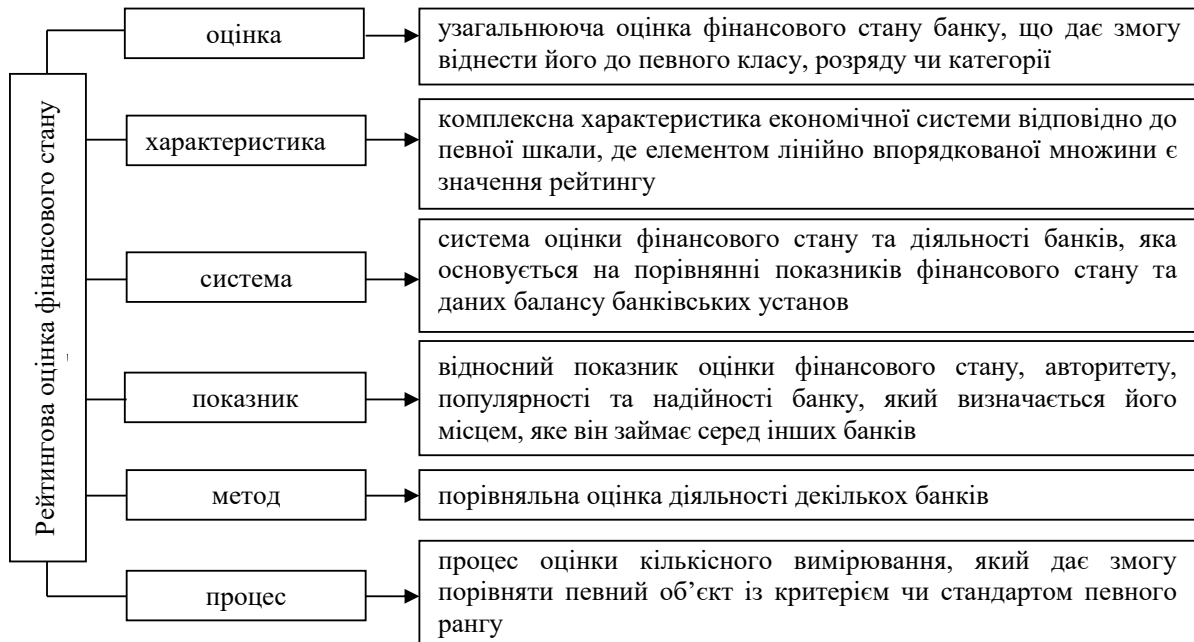 Рейтингова оцінка фінансового стану
оцінка
узагальнююча оцінка фінансового стану банку, що дає змогу
віднести його до певного класу, розряду чи категорії
характеристика
комплексна характеристика економічної системи відповідно до
певної шкали, де елементом лінійно впорядкованої множини є
значення рейтингу
система
система оцінки фінансового стану та діяльності банків, яка
основується на порівнянні показників фінансового стану та
даних балансу банківських установ
показник
відносний показник оцінки фінансового стану, авторитету,
популярності та надійності банку, який визначається його
місцем, яке він займає серед інших банків
метод
порівняльна оцінка діяльності декількох банків
процес
процес оцінки кількісного вимірювання, який дає змогу
порівняти певний об’єкт із критерієм чи стандартом певного
рангу